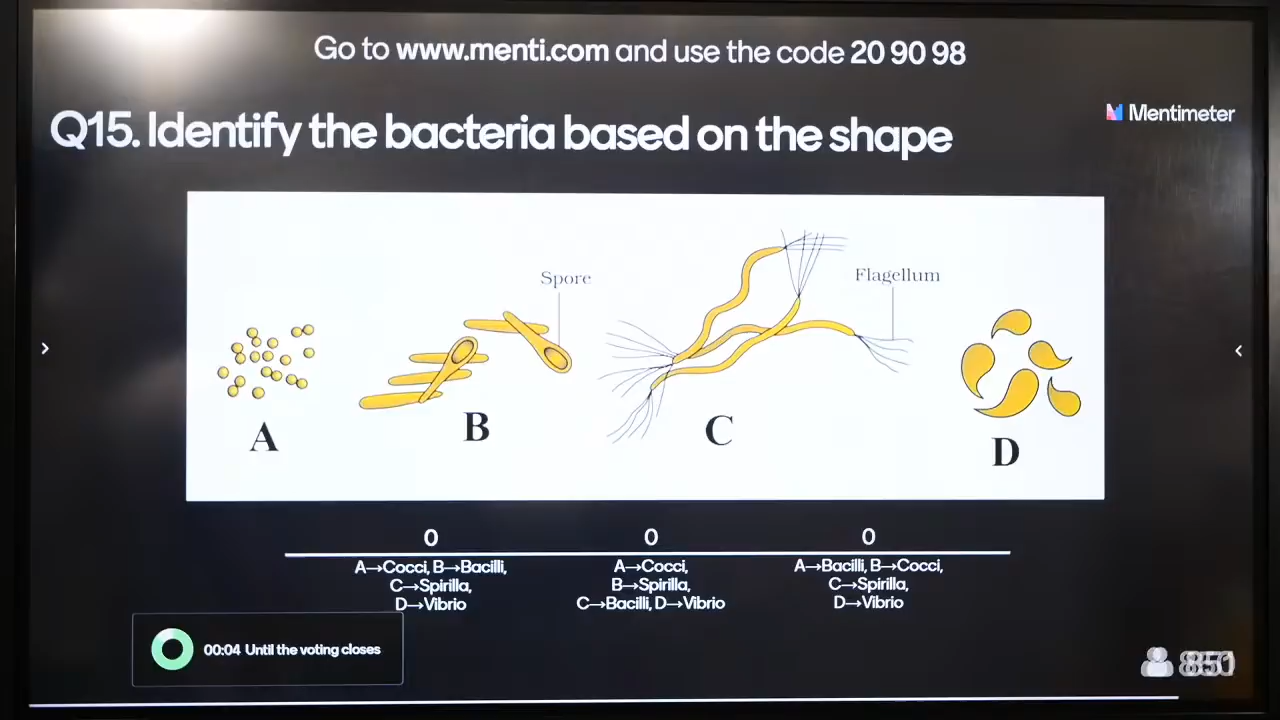 Go to www.menti.com and use the code 20 90 98
Mentimeter
Q15. Identify the bacteria based on the shape
Spore
Flagellum
A
B
C
D
0
0
0
A→Cocci, B→Bacilli,
C→Spirilla,
D→Vibrio
A→Cocci,
B→Spirilla,
C→Bacilli, D→Vibrio
A→Bacilli, B→Cocci,
C→Spirilla,
D→Vibrio
00:04 Until the voting closes